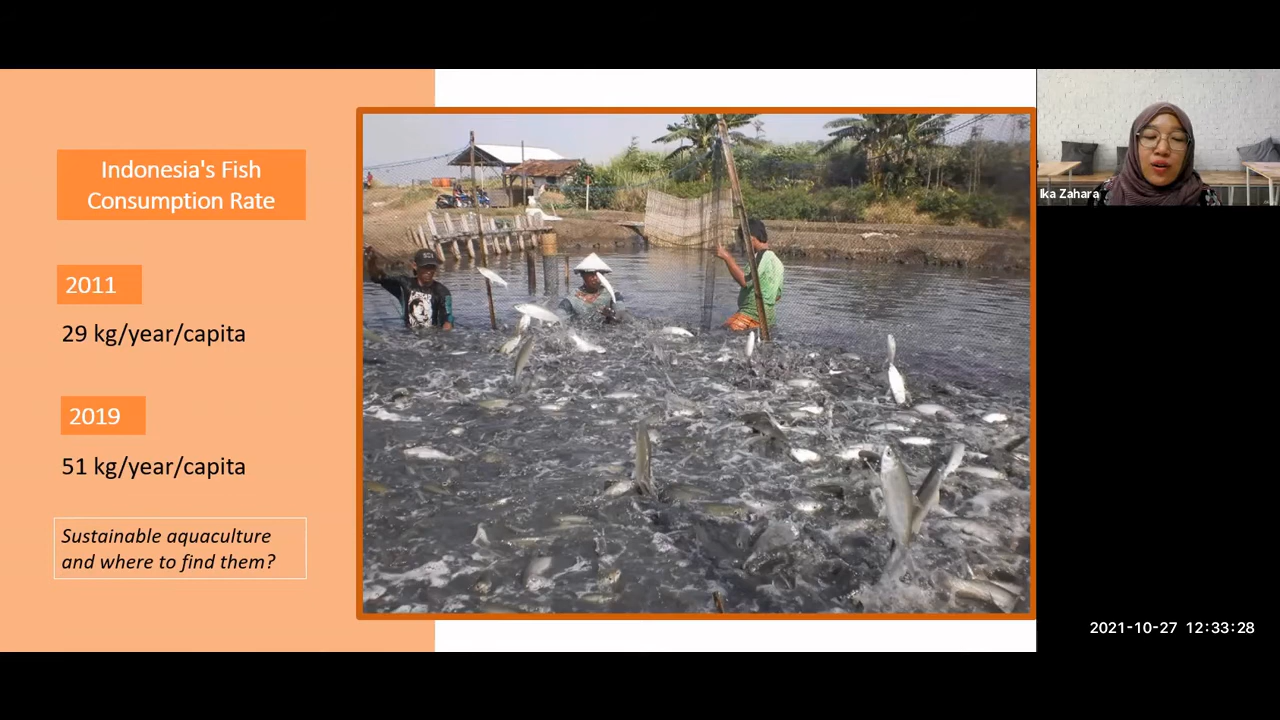 Indonesia's Fish
Consumption Rate
2011
29 kg/year/capita
2019
51 kg/year/capita
Sustainable aquaculture
and where to find them?
Ika Zahara
2021-10-27 12:33:28